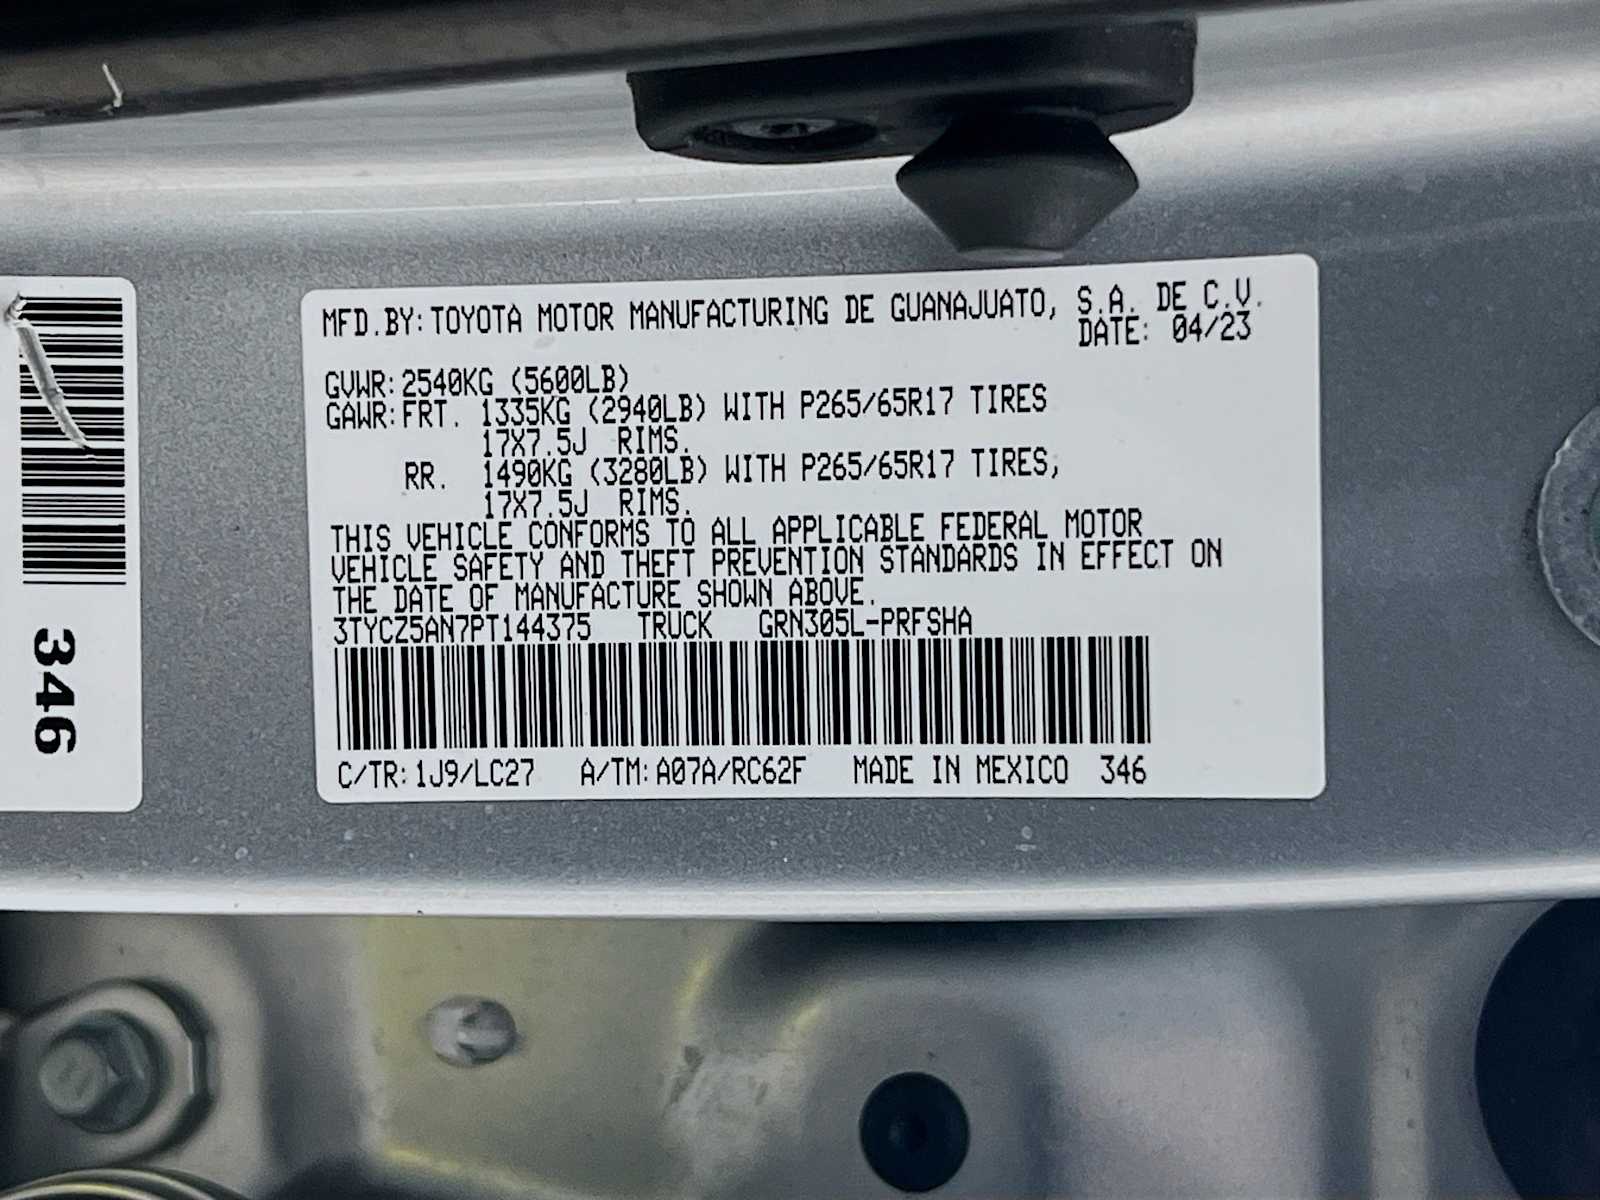 MFD.BY: TOYOTA MOTOR MANUFACTURING DE GUANAJUATO, S.A. DE C.V.
DATE: 04/23
GVWR: 2540KG (5600LB)
GAWR: FRT. 1335KG (2940LB) WITH P265/65R17 TIRES
17X7.5J RIMS.
RR. 1490KG (3280LB) WITH P265/65R17 TIRES,
17X7.5J RIMS.
THIS VEHICLE CONFORMS TO ALL APPLICABLE FEDERAL MOTOR
VEHICLE SAFETY AND THEFT PREVENTION STANDARDS IN EFFECT ON
THE DATE OF MANUFACTURE SHOWN ABOVE.
3TYCZ5AN7PT144375 TRUCK GRN305L-PRFSHA
C/TR: 1J9/LC27 A/TM: A07A/RC62F MADE IN MEXICO 346
346